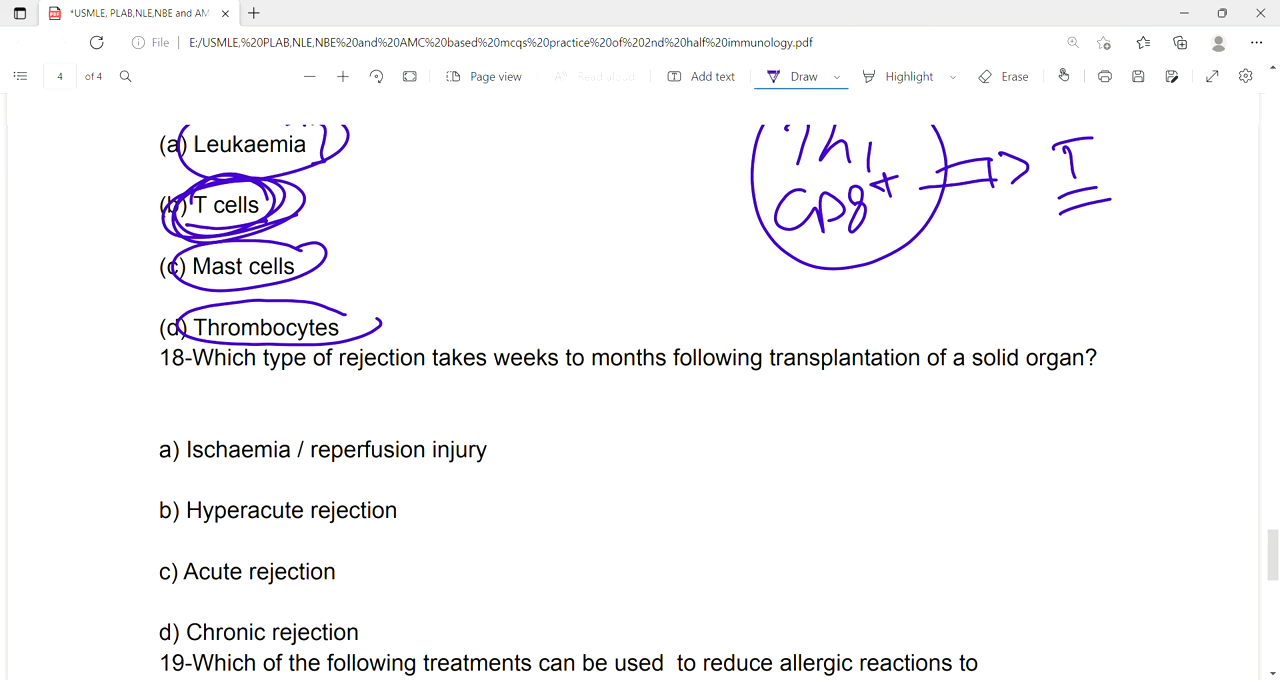 *USMLE, PLAB,NLE,NBE and AM
File
E:/USMLE,%20PLAB,NLE,NBE%20and%20AMC%20based%20mcqs%20practice%20of%202nd%20half%20immunology.pdf
4 of 4
Page view
Read aloud
Add text
Draw
Highlight
Erase
(a) Leukaemia
(b) T cells
(c) Mast cells
(d) Thrombocytes
Th1
CD8+
I
18-Which type of rejection takes weeks to months following transplantation of a solid organ?
a) Ischaemia / reperfusion injury
b) Hyperacute rejection
c) Acute rejection
d) Chronic rejection
19-Which of the following treatments can be used to reduce allergic reactions to